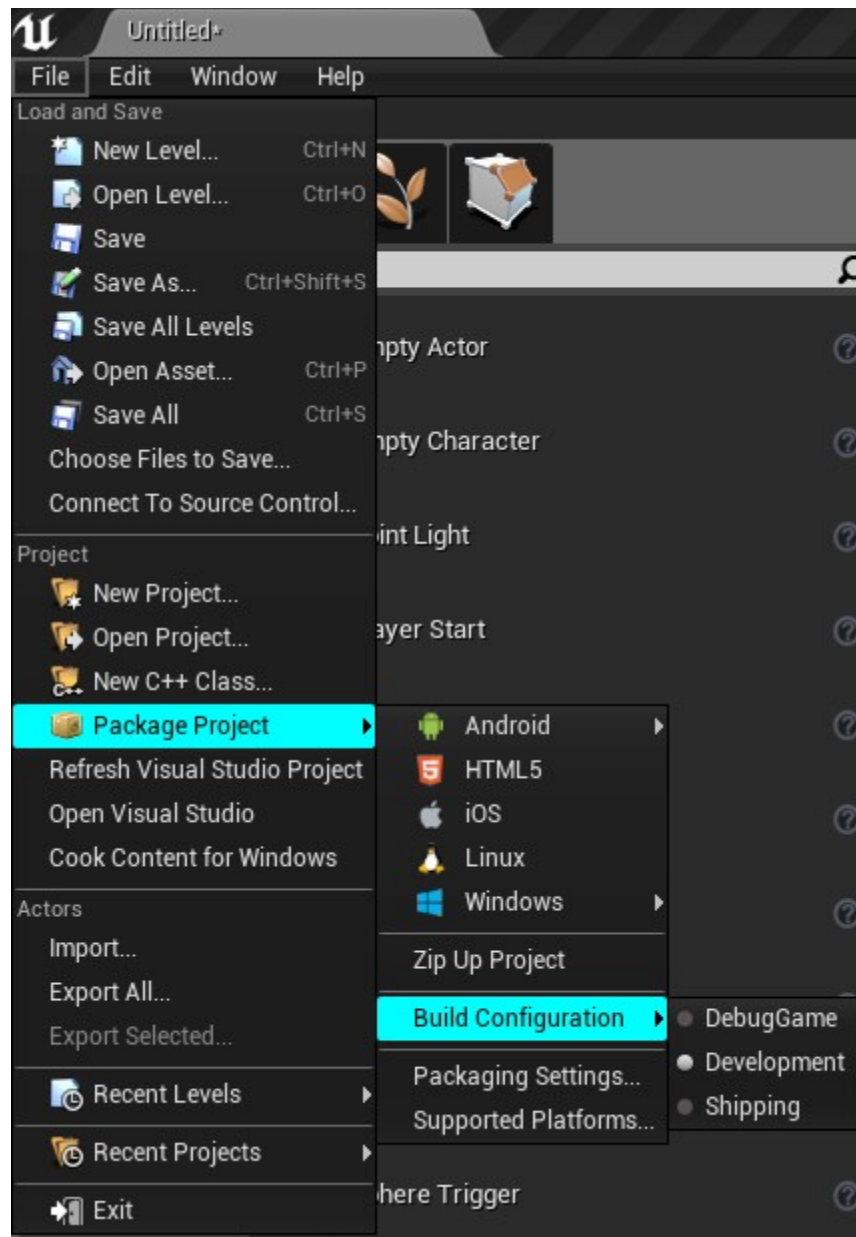 Untitled*
File Edit Window Help
Load and Save
New Level... Ctrl+N
Open Level... Ctrl+O
Save
Save As... Ctrl+Shift+S
Save All Levels
npty Actor
Open Asset... Ctrl+P
Save All Ctrl+S
npty Character
Choose Files to Save...
Connect To Source Control...
int Light
Project
New Project...
Open Project...
ayer Start
C++ New C++ Class...
Package Project
Android
Refresh Visual Studio Project
5 HTML5
Open Visual Studio
iOS
Cook Content for Windows
Linux
Actors
Windows
Import...
Zip Up Project
Export All...
Export Selected...
Build Configuration
DebugGame
Development
Shipping
Packaging Settings...
Supported Platforms...
Recent Levels
Recent Projects
here Trigger
Exit